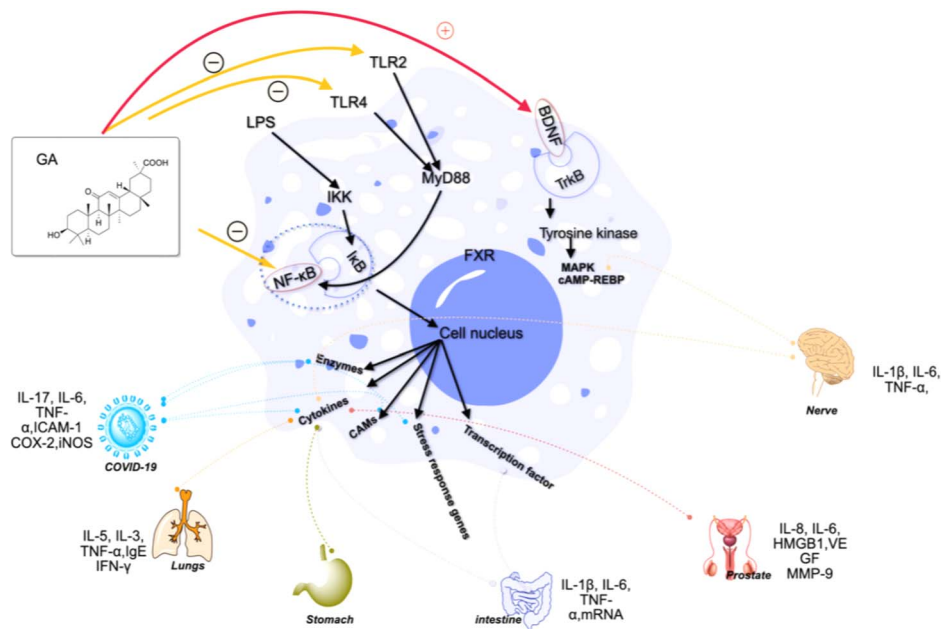 ⊕
⊖
TLR2
⊖
TLR4
LPS
BDNF
GA
COOH
O
H
H
HO
H
MyD88
TrkB
IKK
⊖
Tyrosine kinase
IκB
NF-κB
FXR
MAPK
cAMP-REBP
Cell nucleus
Enzymes
IL-1β, IL-6,
TNF-α,
Nerve
IL-17, IL-6,
TNF-
α,ICAM-1
COX-2,iNOS
COVID-19
Cytokines
CAMs
Stress response genes
Transcription factor
IL-5, IL-3,
TNF-α,IgE
IFN-γ
Lungs
IL-8, IL-6,
HMGB1,VE
GF
MMP-9
Prostate
Stomach
IL-1β, IL-6,
TNF-
α,mRNA
intestine